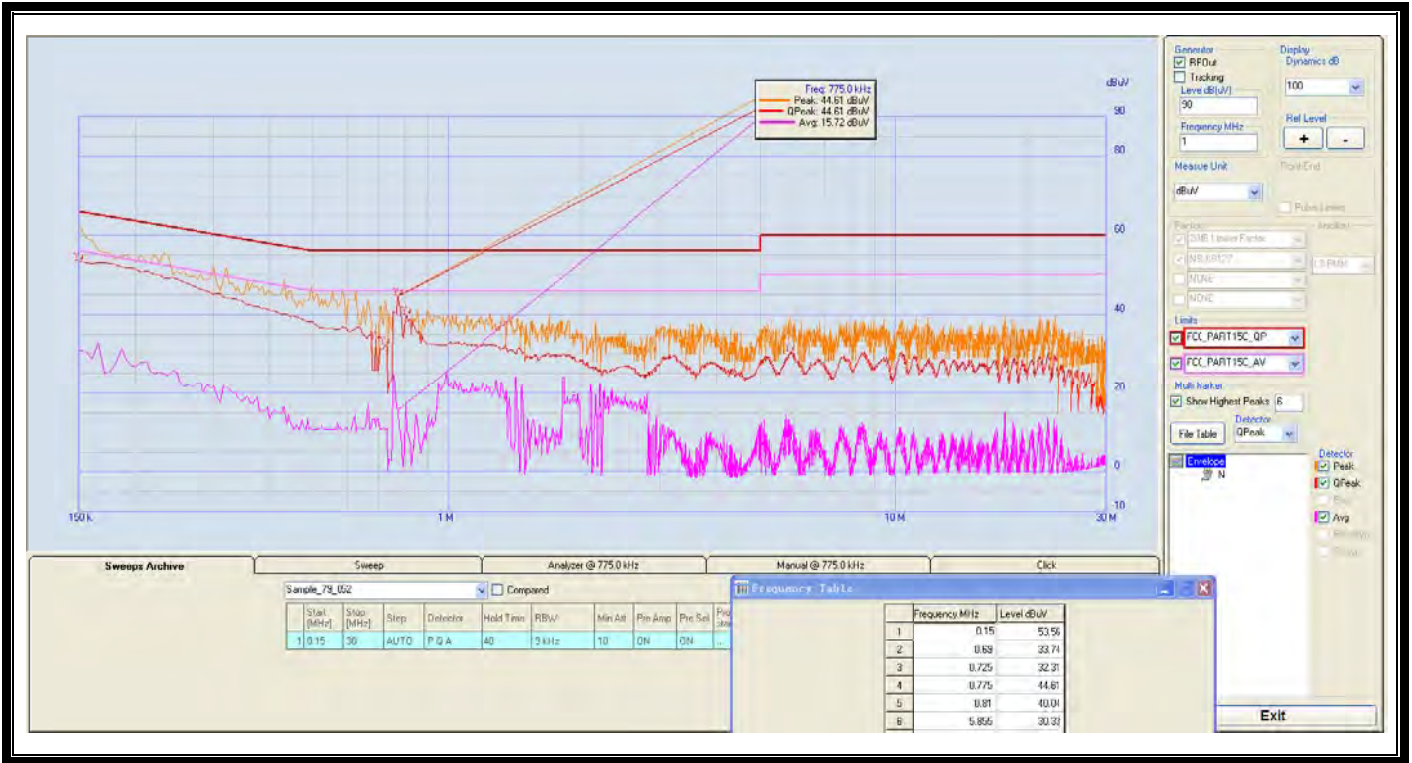 Freq: 775.0 kHz
Peak: 44.61 dBuV
QPeak: 44.61 dBuV
Avg: 15.72 dBuV
dBuV
90
80
60
40
20
0
-10
150 k
1 M
10 M
30 M
Generator
RFOut
Tracking
Level dB(uV)
90
Frequency MHz
1
Display
Dynamics dB
100
Ref Level
+ -
Measure Unit
dBuV
Front-End
NONE
NONE
Limits
FCC_PART15C_QP
FCC_PART15C_AV
Multi Marker
Show Highest Peaks 6
File Table
Detector
QPeak
Envelope
N
Detector
Peak
QPeak
Avg
Exit
Sweeps Archive
Sweep
Analyzer @ 775.0 kHz
Manual @ 775.0 kHz
Click
Sample_79_052
Compared
Start [MHz] Stop [MHz] Step Detector Hold Time RBW Min Att Pre Amp Pre Sel
1 0.15 30 AUTO P Q A 40 9 kHz 10 ON ON ...
Frequency Table
Frequency MHz Level dBuV
1 0.15 53.56
2 0.69 33.74
3 0.725 32.31
4 0.775 44.61
5 0.81 40.04
6 5.855 30.33